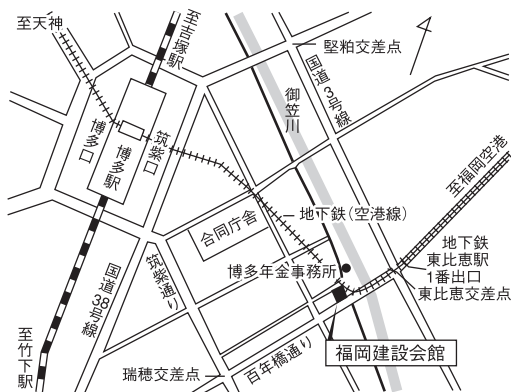 至天神
至吉塚駅
堅粕交差点
国道3号線
御笠川
博多口
博多駅
筑紫口
至福岡空港
地下鉄(空港線)
合同庁舎
地下鉄
東比恵駅
1番出口
東比恵交差点
博多年金事務所
筑紫通り
国道38号線
百年橋通り
福岡建設会館
至竹下駅
瑞穂交差点